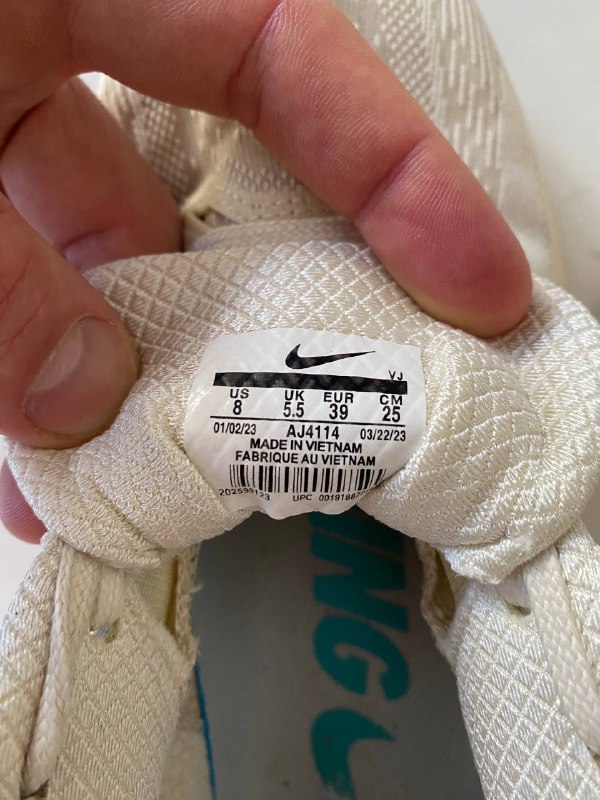 VJ
US UK EUR CM
8 5.5 39 25
01/02/23 AJ4114 03/22/23
MADE IN VIETNAM
FABRIQUE AU VIETNAM
UPC